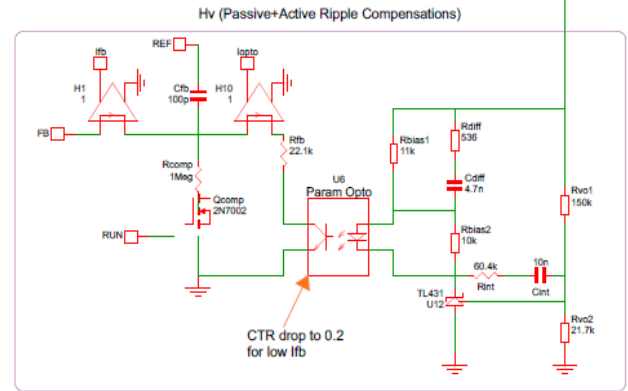 Hv (Passive+Active Ripple Compensations)
REF
Ifb
Iopto
H1
1
Cfb
100p
H10
1
FB
Rfb
22.1k
Rbias1
11k
Rdiff
536
Rcomp
1Meg
U6
Param Opto
Cdiff
4.7n
Rvo1
150k
Qcomp
2N7002
RUN
Rbias2
10k
60.4k
Rint
10n
Cint
TL431
U12
Rvo2
21.7k
CTR drop to 0.2
for low Ifb